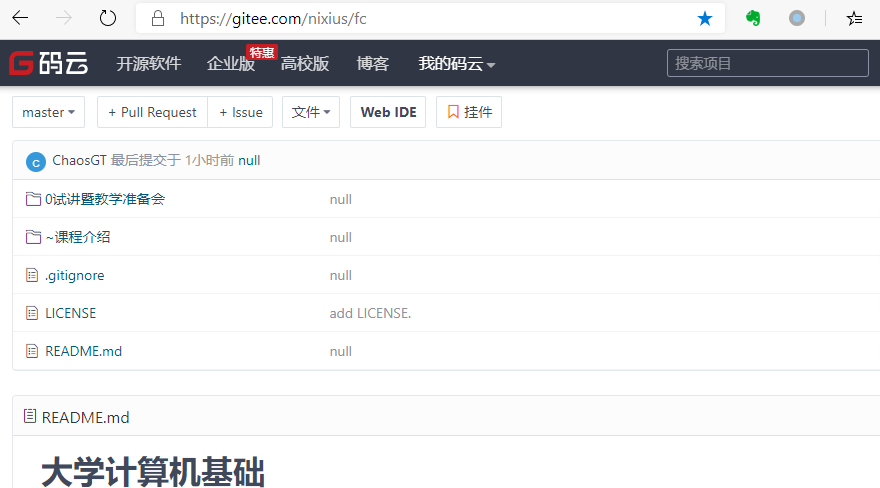 https://gitee.com/nixius/fc
G码云 开源软件 企业版 特惠 高校版 博客 我的码云 搜索项目
master + Pull Request + Issue 文件 Web IDE 挂件
C ChaosGT 最后提交于 1小时前 null
0试讲暨教学准备会 null
~课程介绍 null
.gitignore null
LICENSE add LICENSE.
README.md null
README.md
大学计算机基础